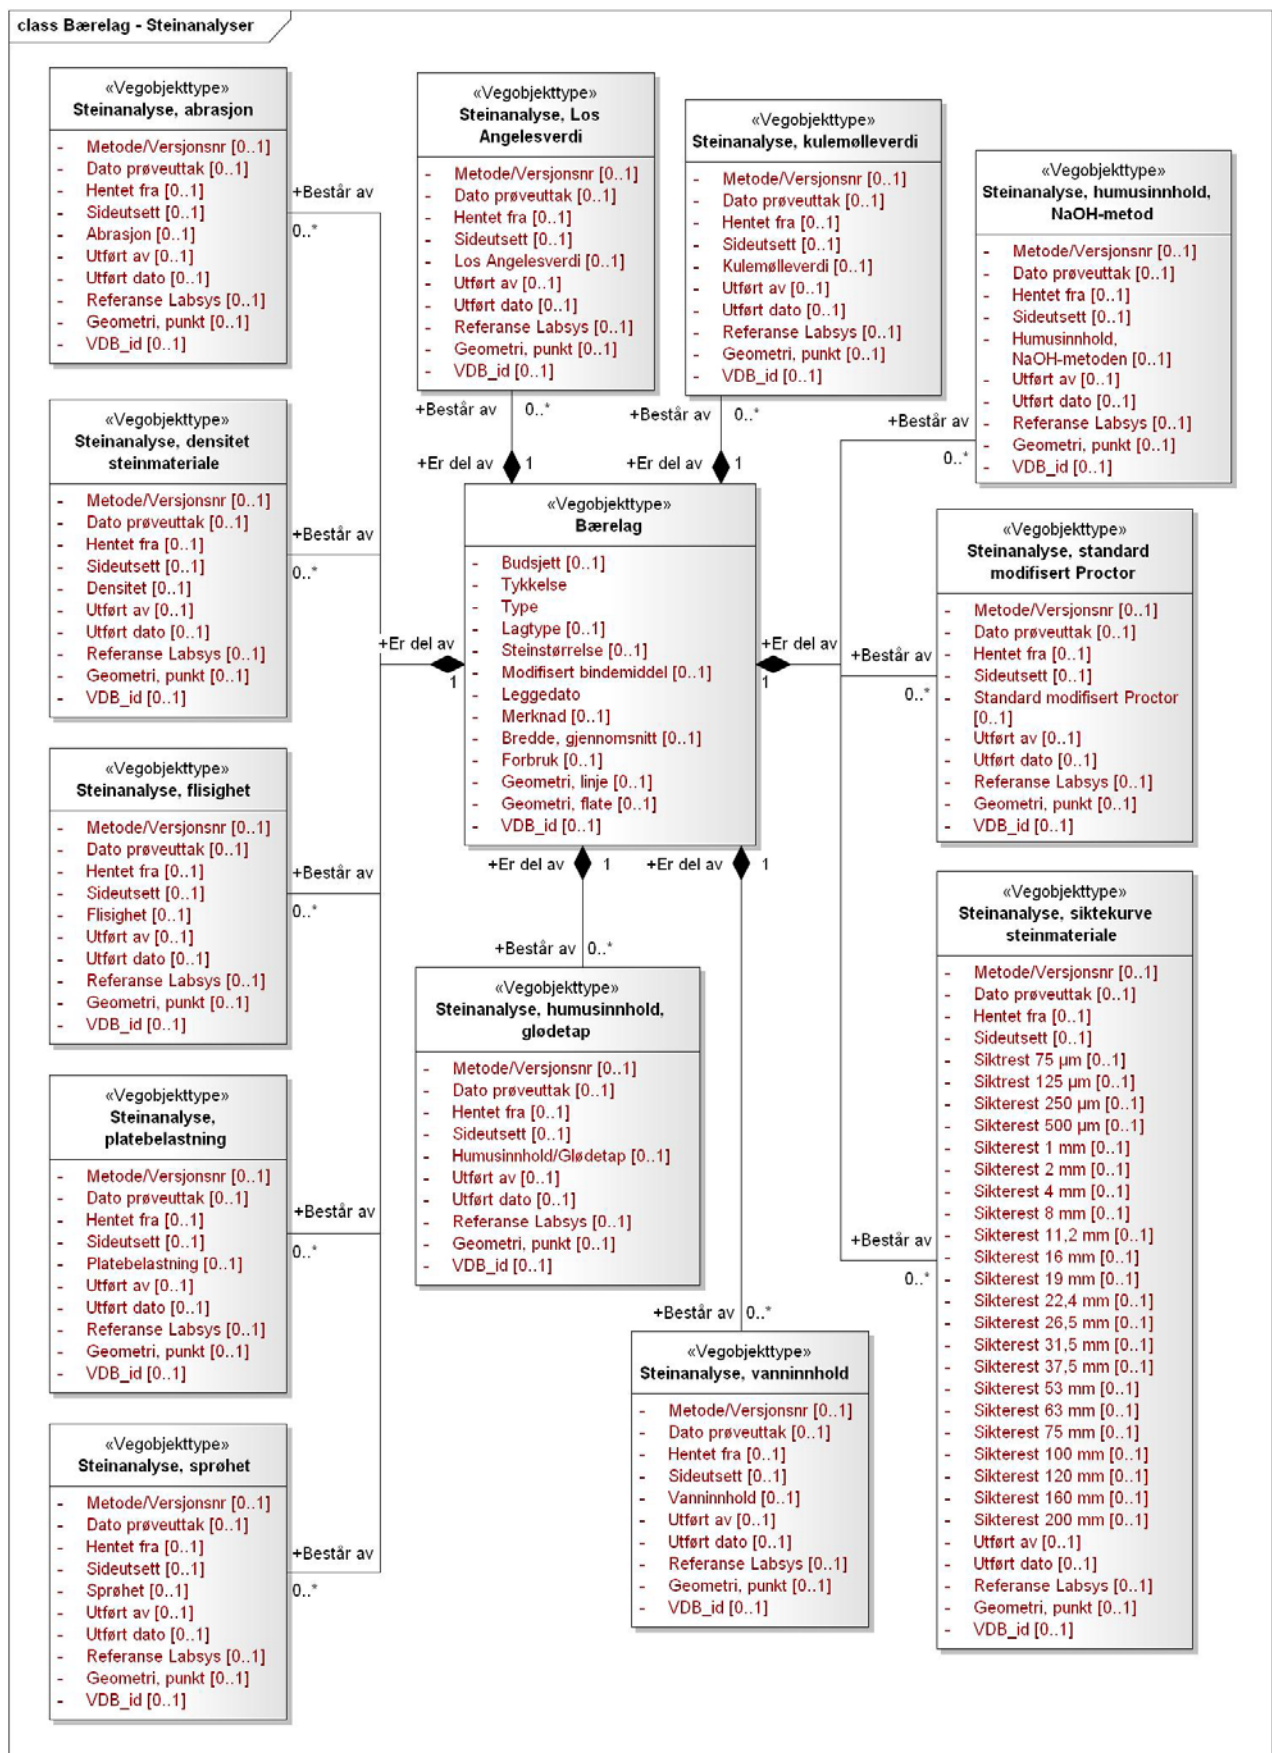 class Bærelag - Steinanalyser
«Vegobjekttype»
Steinanalyse, abrasjon
- Metode/Versjonsnr [0..1]
- Dato prøveuttak [0..1]
- Hentet fra [0..1]
- Sideutsett [0..1]
- Abrasjon [0..1]
- Utført av [0..1]
- Utført dato [0..1]
- Referanse Labsys [0..1]
- Geometri, punkt [0..1]
- VDB_id [0..1]
+Består av
0..*
«Vegobjekttype»
Steinanalyse, Los
Angelesverdi
- Metode/Versjonsnr [0..1]
- Dato prøveuttak [0..1]
- Hentet fra [0..1]
- Sideutsett [0..1]
- Los Angelesverdi [0..1]
- Utført av [0..1]
- Utført dato [0..1]
- Referanse Labsys [0..1]
- Geometri, punkt [0..1]
- VDB_id [0..1]
+Består av 0..*
+Er del av 1
«Vegobjekttype»
Steinanalyse, kulemølleverdi
- Metode/Versjonsnr [0..1]
- Dato prøveuttak [0..1]
- Hentet fra [0..1]
- Sideutsett [0..1]
- Kulemølleverdi [0..1]
- Utført av [0..1]
- Utført dato [0..1]
- Referanse Labsys [0..1]
- Geometri, punkt [0..1]
- VDB_id [0..1]
+Består av 0..*
+Er del av 1
«Vegobjekttype»
Steinanalyse, humusinnhold,
NaOH-metod
- Metode/Versjonsnr [0..1]
- Dato prøveuttak [0..1]
- Hentet fra [0..1]
- Sideutsett [0..1]
- Humusinnhold,
NaOH-metoden [0..1]
- Utført av [0..1]
- Utført dato [0..1]
- Referanse Labsys [0..1]
- Geometri, punkt [0..1]
- VDB_id [0..1]
+Består av
0..*
«Vegobjekttype»
Steinanalyse, densitet
steinmateriale
- Metode/Versjonsnr [0..1]
- Dato prøveuttak [0..1]
- Hentet fra [0..1]
- Sideutsett [0..1]
- Densitet [0..1]
- Utført av [0..1]
- Utført dato [0..1]
- Referanse Labsys [0..1]
- Geometri, punkt [0..1]
- VDB_id [0..1]
+Består av
0..*
«Vegobjekttype»
Bærelag
- Budsjett [0..1]
- Tykkelse
- Type
- Lagtype [0..1]
- Steinstørrelse [0..1]
- Modifisert bindemiddel [0..1]
- Leggedato
- Merknad [0..1]
- Bredde, gjennomsnitt [0..1]
- Forbruk [0..1]
- Geometri, linje [0..1]
- Geometri, flate [0..1]
- VDB_id [0..1]
+Er del av
1
+Er del av
1
+Er del av 1
+Er del av 1
«Vegobjekttype»
Steinanalyse, standard
modifisert Proctor
- Metode/Versjonsnr [0..1]
- Dato prøveuttak [0..1]
- Hentet fra [0..1]
- Sideutsett [0..1]
- Standard modifisert Proctor
[0..1]
- Utført av [0..1]
- Utført dato [0..1]
- Referanse Labsys [0..1]
- Geometri, punkt [0..1]
- VDB_id [0..1]
+Består av
0..*
«Vegobjekttype»
Steinanalyse, flisighet
- Metode/Versjonsnr [0..1]
- Dato prøveuttak [0..1]
- Hentet fra [0..1]
- Sideutsett [0..1]
- Flisighet [0..1]
- Utført av [0..1]
- Utført dato [0..1]
- Referanse Labsys [0..1]
- Geometri, punkt [0..1]
- VDB_id [0..1]
+Består av
0..*
+Består av 0..*
«Vegobjekttype»
Steinanalyse, humusinnhold,
glødetap
- Metode/Versjonsnr [0..1]
- Dato prøveuttak [0..1]
- Hentet fra [0..1]
- Sideutsett [0..1]
- Humusinnhold/Glødetap [0..1]
- Utført av [0..1]
- Utført dato [0..1]
- Referanse Labsys [0..1]
- Geometri, punkt [0..1]
- VDB_id [0..1]
«Vegobjekttype»
Steinanalyse, siktekurve
steinmateriale
- Metode/Versjonsnr [0..1]
- Dato prøveuttak [0..1]
- Hentet fra [0..1]
- Sideutsett [0..1]
- Siktrest 75 µm [0..1]
- Siktrest 125 µm [0..1]
- Sikterest 250 µm [0..1]
- Sikterest 500 µm [0..1]
- Sikterest 1 mm [0..1]
- Sikterest 2 mm [0..1]
- Sikterest 4 mm [0..1]
- Sikterest 8 mm [0..1]
- Sikterest 11,2 mm [0..1]
- Sikterest 16 mm [0..1]
- Sikterest 19 mm [0..1]
- Sikterest 22,4 mm [0..1]
- Sikterest 26,5 mm [0..1]
- Sikterest 31,5 mm [0..1]
- Sikterest 37,5 mm [0..1]
- Sikterest 53 mm [0..1]
- Sikterest 63 mm [0..1]
- Sikterest 75 mm [0..1]
- Sikterest 100 mm [0..1]
- Sikterest 120 mm [0..1]
- Sikterest 160 mm [0..1]
- Sikterest 200 mm [0..1]
- Utført av [0..1]
- Utført dato [0..1]
- Referanse Labsys [0..1]
- Geometri, punkt [0..1]
- VDB_id [0..1]
+Består av
0..*
«Vegobjekttype»
Steinanalyse,
platebelastning
- Metode/Versjonsnr [0..1]
- Dato prøveuttak [0..1]
- Hentet fra [0..1]
- Sideutsett [0..1]
- Platebelastning [0..1]
- Utført av [0..1]
- Utført dato [0..1]
- Referanse Labsys [0..1]
- Geometri, punkt [0..1]
- VDB_id [0..1]
+Består av
0..*
+Består av 0..*
«Vegobjekttype»
Steinanalyse, vanninnhold
- Metode/Versjonsnr [0..1]
- Dato prøveuttak [0..1]
- Hentet fra [0..1]
- Sideutsett [0..1]
- Vanninnhold [0..1]
- Utført av [0..1]
- Utført dato [0..1]
- Referanse Labsys [0..1]
- Geometri, punkt [0..1]
- VDB_id [0..1]
«Vegobjekttype»
Steinanalyse, sprøhet
- Metode/Versjonsnr [0..1]
- Dato prøveuttak [0..1]
- Hentet fra [0..1]
- Sideutsett [0..1]
- Sprøhet [0..1]
- Utført av [0..1]
- Utført dato [0..1]
- Referanse Labsys [0..1]
- Geometri, punkt [0..1]
- VDB_id [0..1]
+Består av
0..*